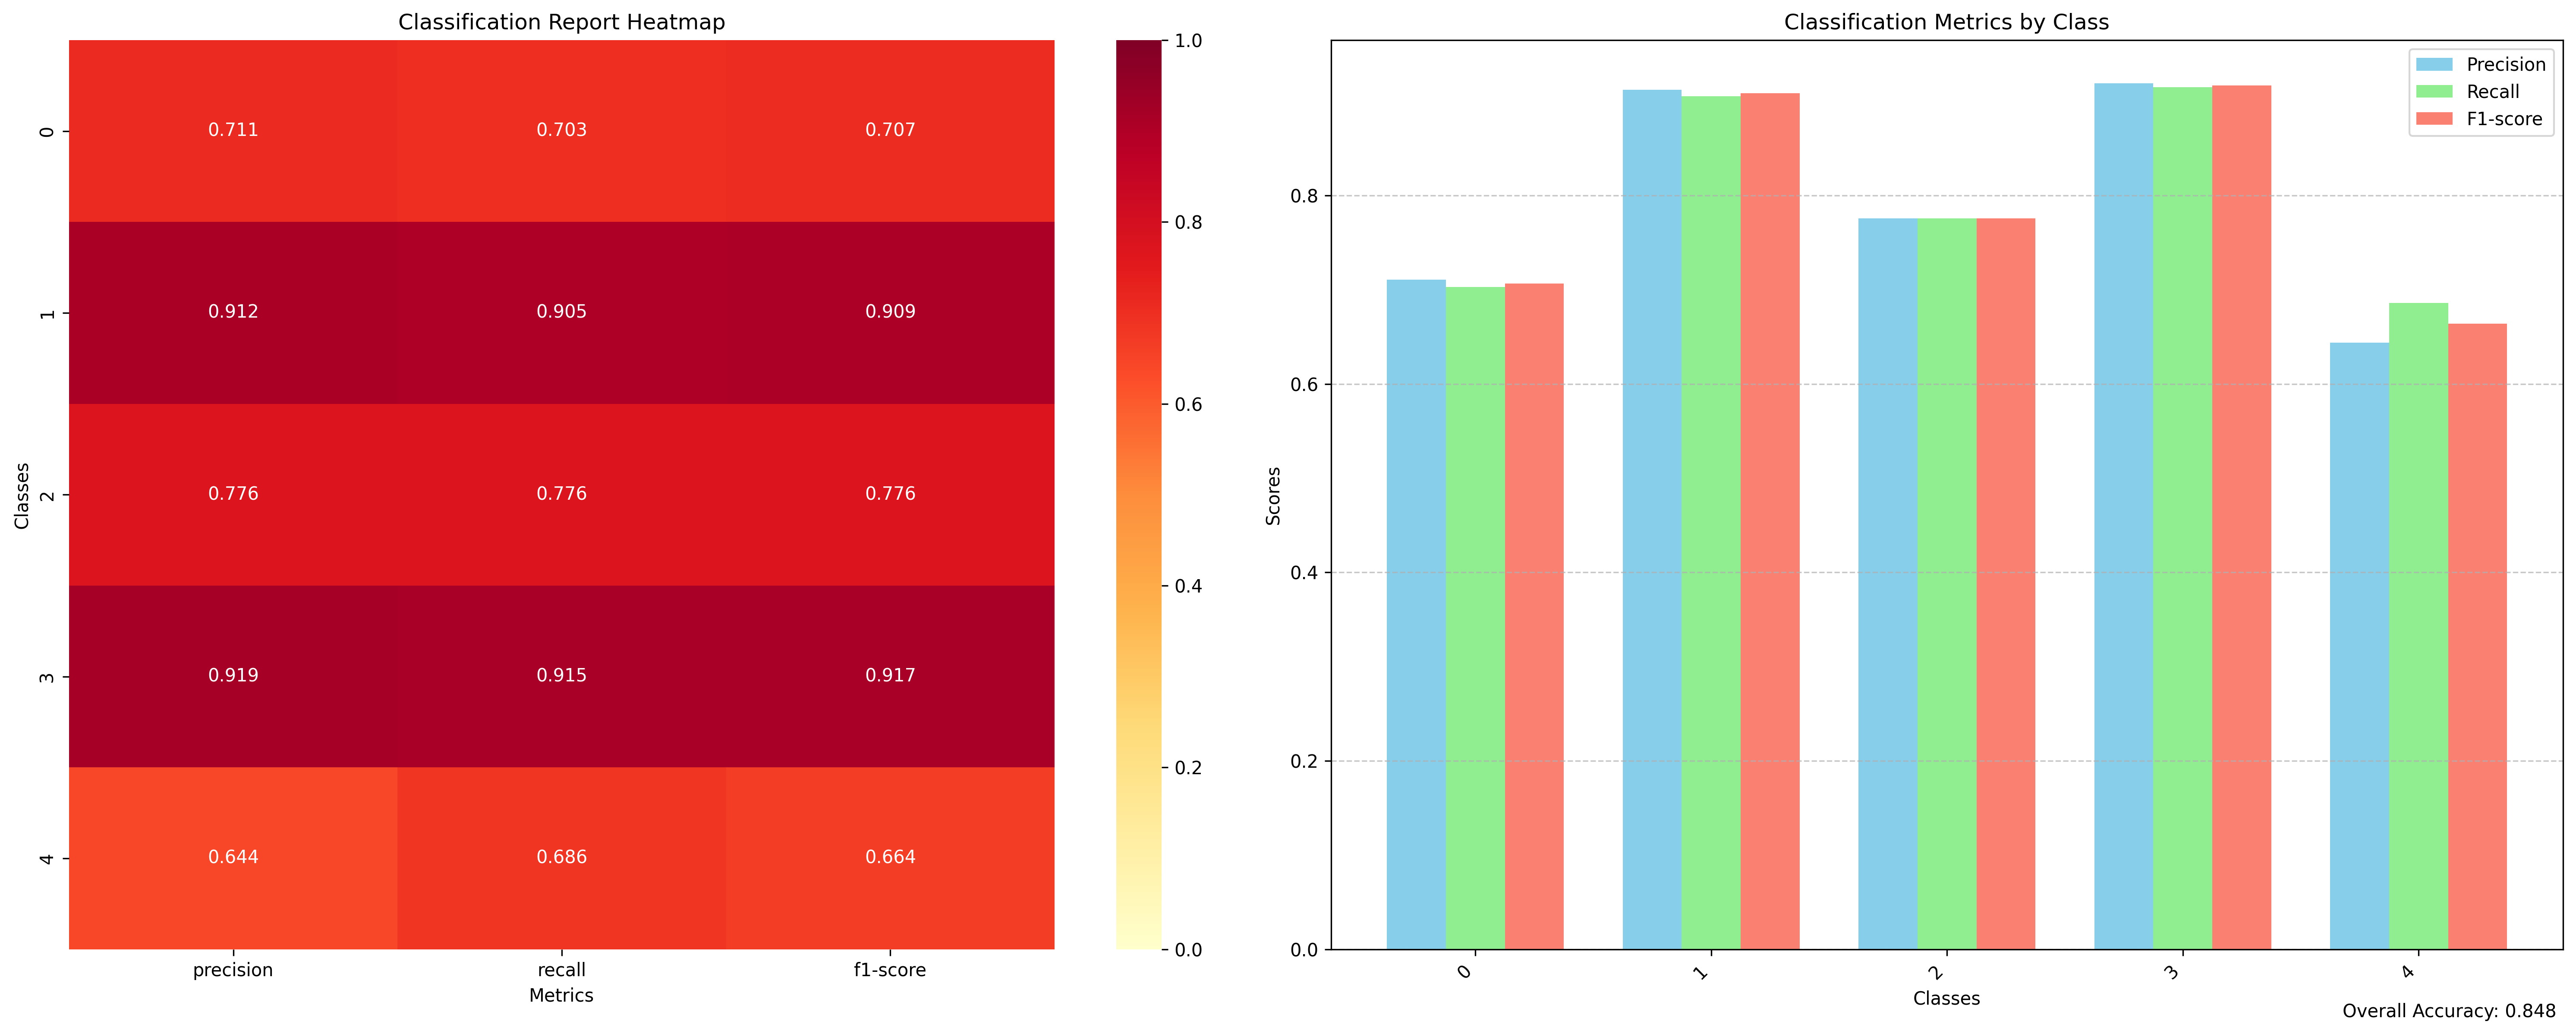 Classification Report Heatmap
Classes
0 0.711 0.703 0.707
1 0.912 0.905 0.909
2 0.776 0.776 0.776
3 0.919 0.915 0.917
4 0.644 0.686 0.664
precision recall f1-score
Metrics
1.0
0.8
0.6
0.4
0.2
0.0
Classification Metrics by Class
Precision
Recall
F1-score
Scores
0.8
0.6
0.4
0.2
0.0
0 1 2 3 4
Classes
Overall Accuracy: 0.848